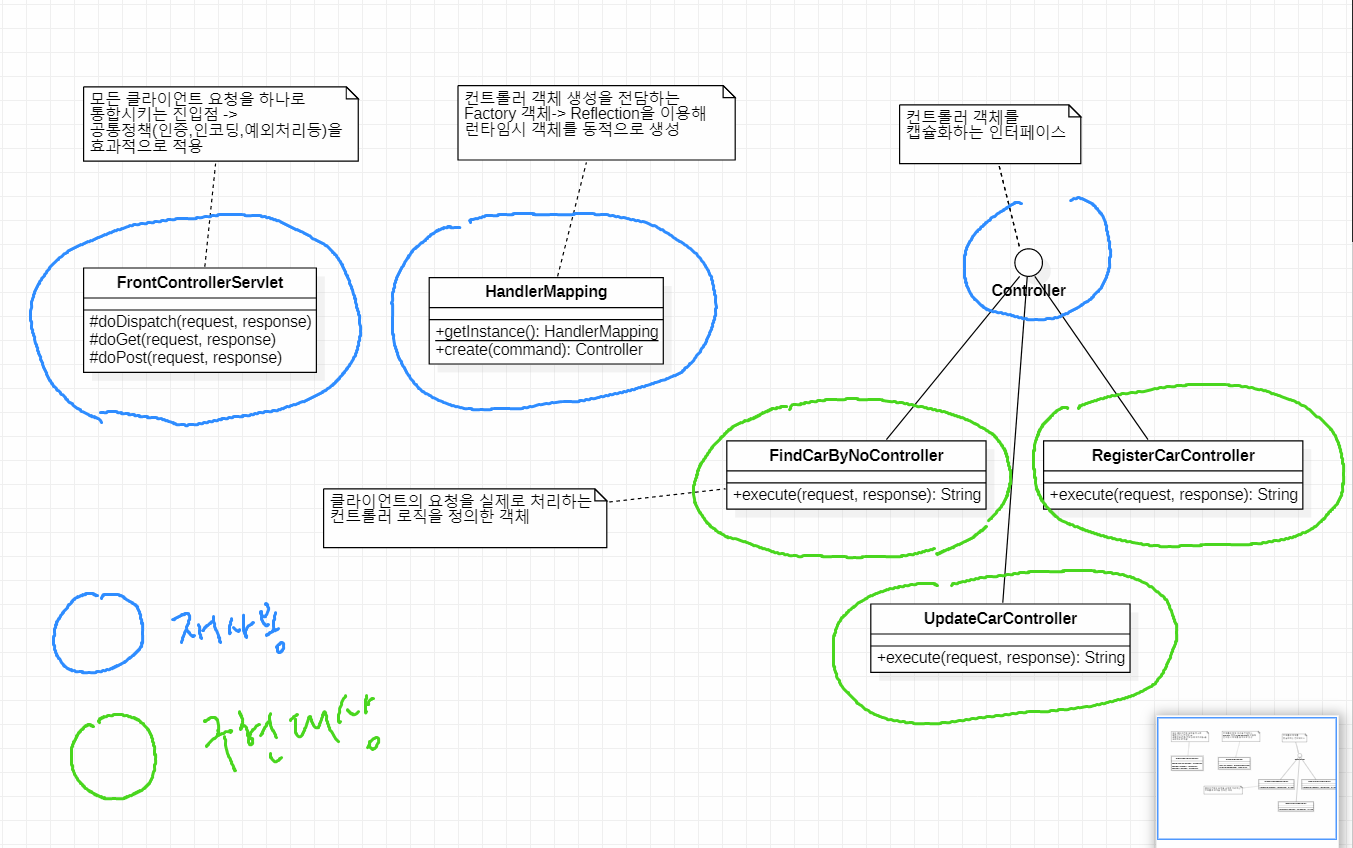 모든 클라이언트 요청을 하나로
통합시키는 진입점 ->
공통정책(인증,인코딩,예외처리등)을
효과적으로 적용
컨트롤러 객체 생성을 전담하는
Factory 객체-> Reflection을 이용해
런타임시 객체를 동적으로 생성
컨트롤러 객체를
캡슐화하는 인터페이스
FrontControllerServlet
#doDispatch(request, response)
#doGet(request, response)
#doPost(request, response)
HandlerMapping
+getInstance(): HandlerMapping
+create(command): Controller
Controller
FindCarByNoController
+execute(request, response): String
RegisterCarController
+execute(request, response): String
클라이언트의 요청을 실제로 처리하는
컨트롤러 로직을 정의한 객체
UpdateCarController
+execute(request, response): String
재사용
구현대상